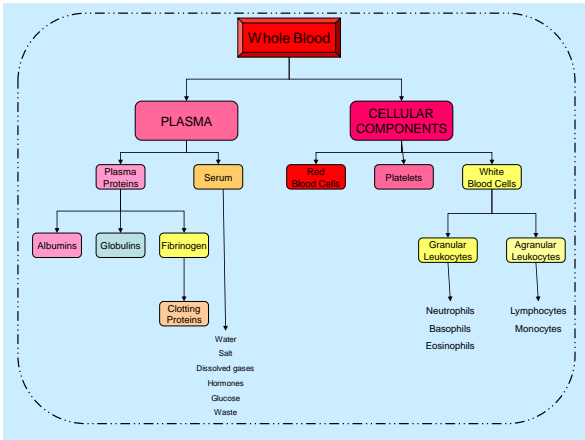 Whole Blood
PLASMA
CELLULAR
COMPONENTS
Plasma
Proteins
Serum
Red
Blood Cells
Platelets
White
Blood Cells
Albumins
Globulins
Fibrinogen
Granular
Leukocytes
Agranular
Leukocytes
Clotting
Proteins
Water
Salt
Dissolved gases
Hormones
Glucose
Waste
Neutrophils
Basophils
Eosinophils
Lymphocytes
Monocytes